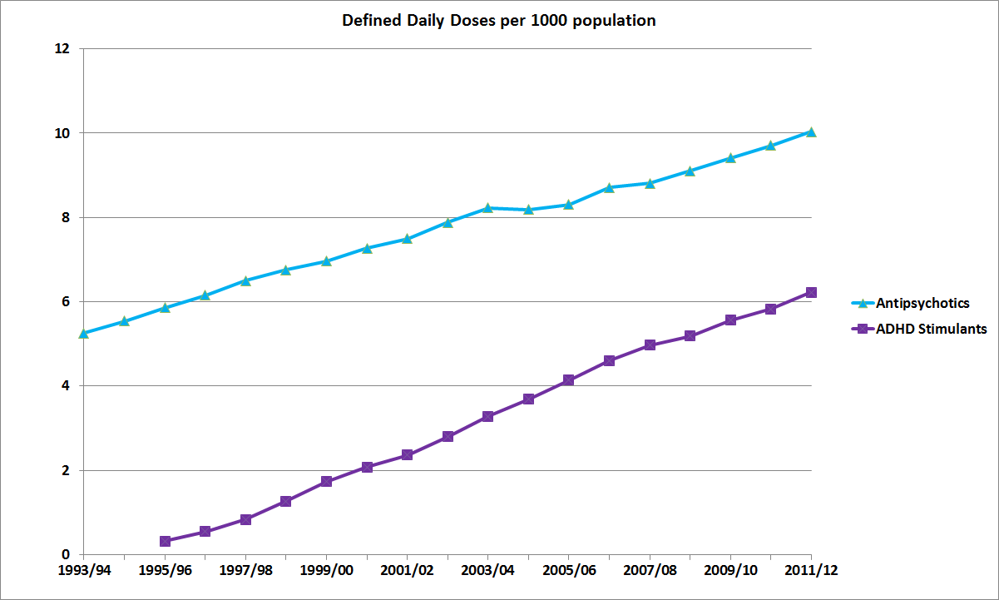 Defined Daily Doses per 1000 population
12
10
8
6
4
2
0
1993/94 1995/96 1997/98 1999/00 2001/02 2003/04 2005/06 2007/08 2009/10 2011/12
Antipsychotics
ADHD Stimulants